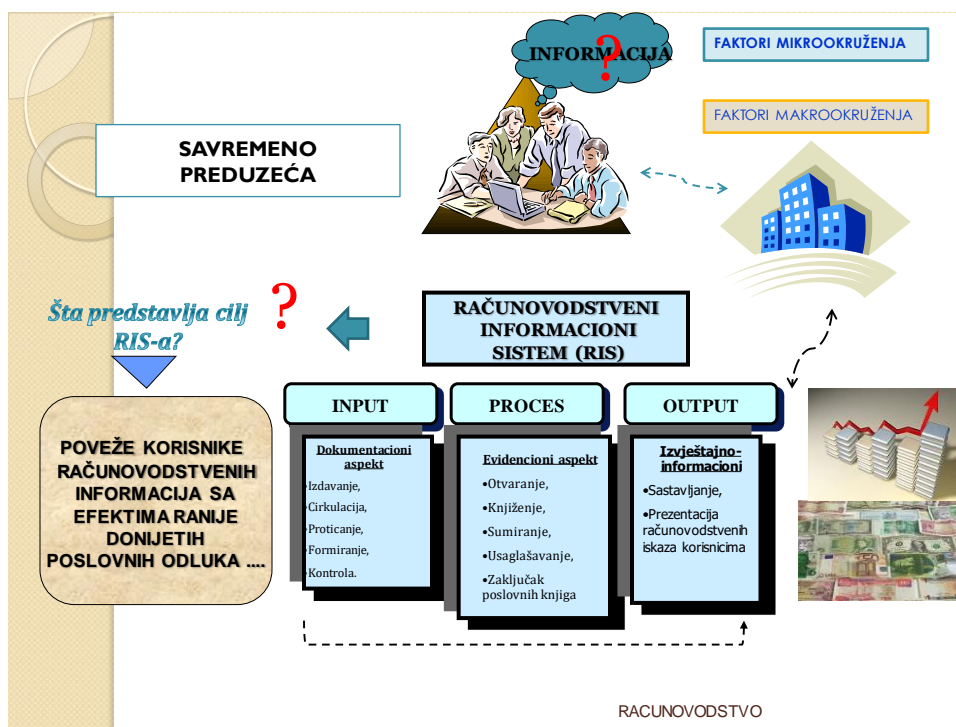 INFORMACIJA
?
FAKTORI MIKROOKRUŽENJA
FAKTORI MAKROOKRUŽENJA
SAVREMENO
PREDUZEĆA
Šta predstavlja cilj
RIS-a?
?
RAČUNOVODSTVENI
INFORMACIONI
SISTEM (RIS)
POVEŽE KORISNIKE
RAČUNOVODSTVENIH
INFORMACIJA SA
EFEKTIMA RANIJE
DONIJETIH
POSLOVNIH ODLUKA ....
INPUT
Dokumentacioni
aspekt
•Izdavanje,
•Cirkulacija,
•Proticanje,
•Formiranje,
•Kontrola.
PROCES
Evidencioni aspekt
•Otvaranje,
•Knjiženje,
•Sumiranje,
•Usaglašavanje,
•Zaključak
poslovnih knjiga
OUTPUT
Izvještajno-
informacioni
•Sastavljanje,
•Prezentacija
računovodstvenih
iskaza korisnicima
RACUNOVODSTVO